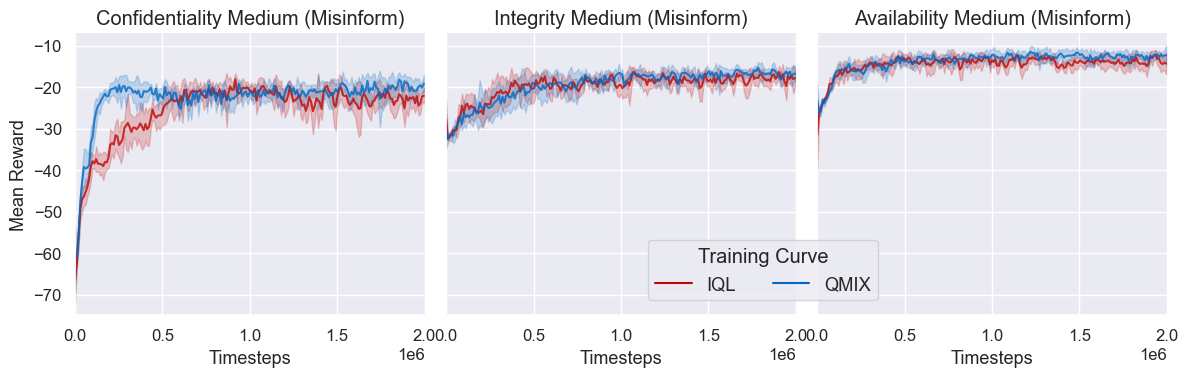 Confidentiality Medium (Misinform)
Integrity Medium (Misinform)
Availability Medium (Misinform)
Mean Reward
−10
−20
−30
−40
−50
−60
−70
Training Curve
IQL
QMIX
0.0 0.5 1.0 1.5 2.0
0.0 0.5 1.0 1.5 2.0
0.0 0.5 1.0 1.5 2.0
Timesteps 1e6
Timesteps 1e6
Timesteps 1e6